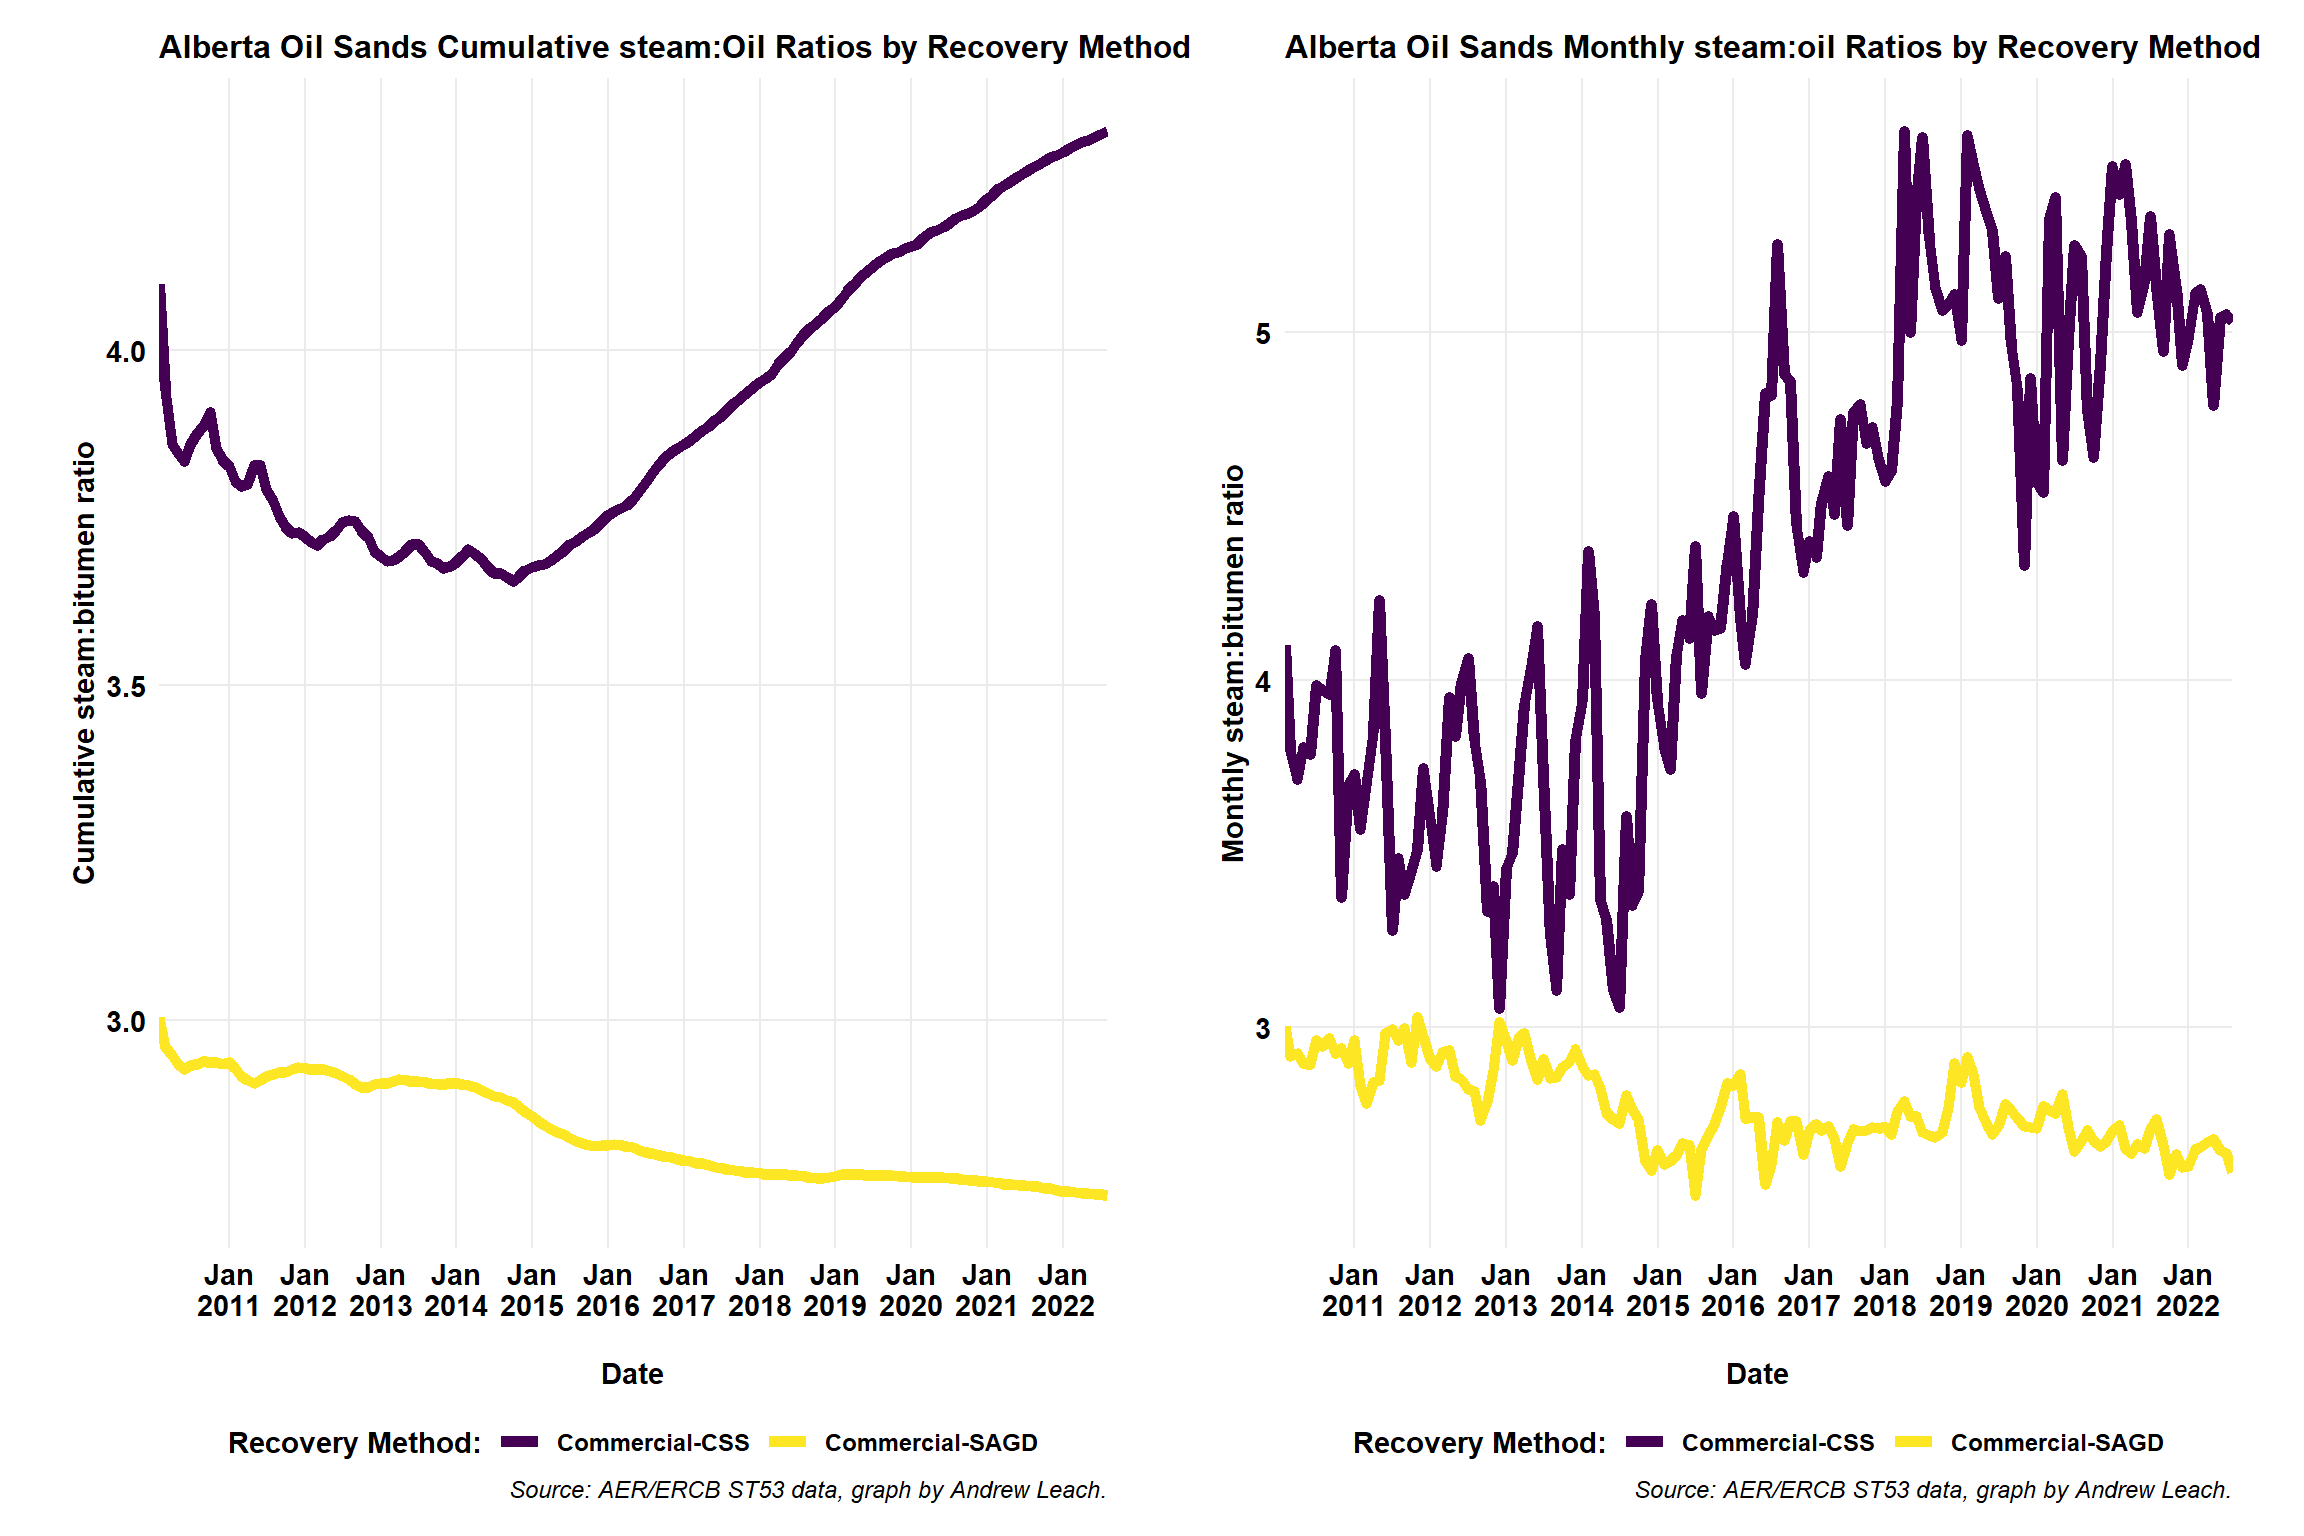 Alberta Oil Sands Cumulative steam:Oil Ratios by Recovery Method
Cumulative steam:bitumen ratio
4.0
3.5
3.0
Jan 2011
Jan 2012
Jan 2013
Jan 2014
Jan 2015
Jan 2016
Jan 2017
Jan 2018
Jan 2019
Jan 2020
Jan 2021
Jan 2022
Date
Recovery Method: Commercial-CSS Commercial-SAGD
Source: AER/ERCB ST53 data, graph by Andrew Leach.
Alberta Oil Sands Monthly steam:oil Ratios by Recovery Method
Monthly steam:bitumen ratio
5
4
3
Jan 2011
Jan 2012
Jan 2013
Jan 2014
Jan 2015
Jan 2016
Jan 2017
Jan 2018
Jan 2019
Jan 2020
Jan 2021
Jan 2022
Date
Recovery Method: Commercial-CSS Commercial-SAGD
Source: AER/ERCB ST53 data, graph by Andrew Leach.